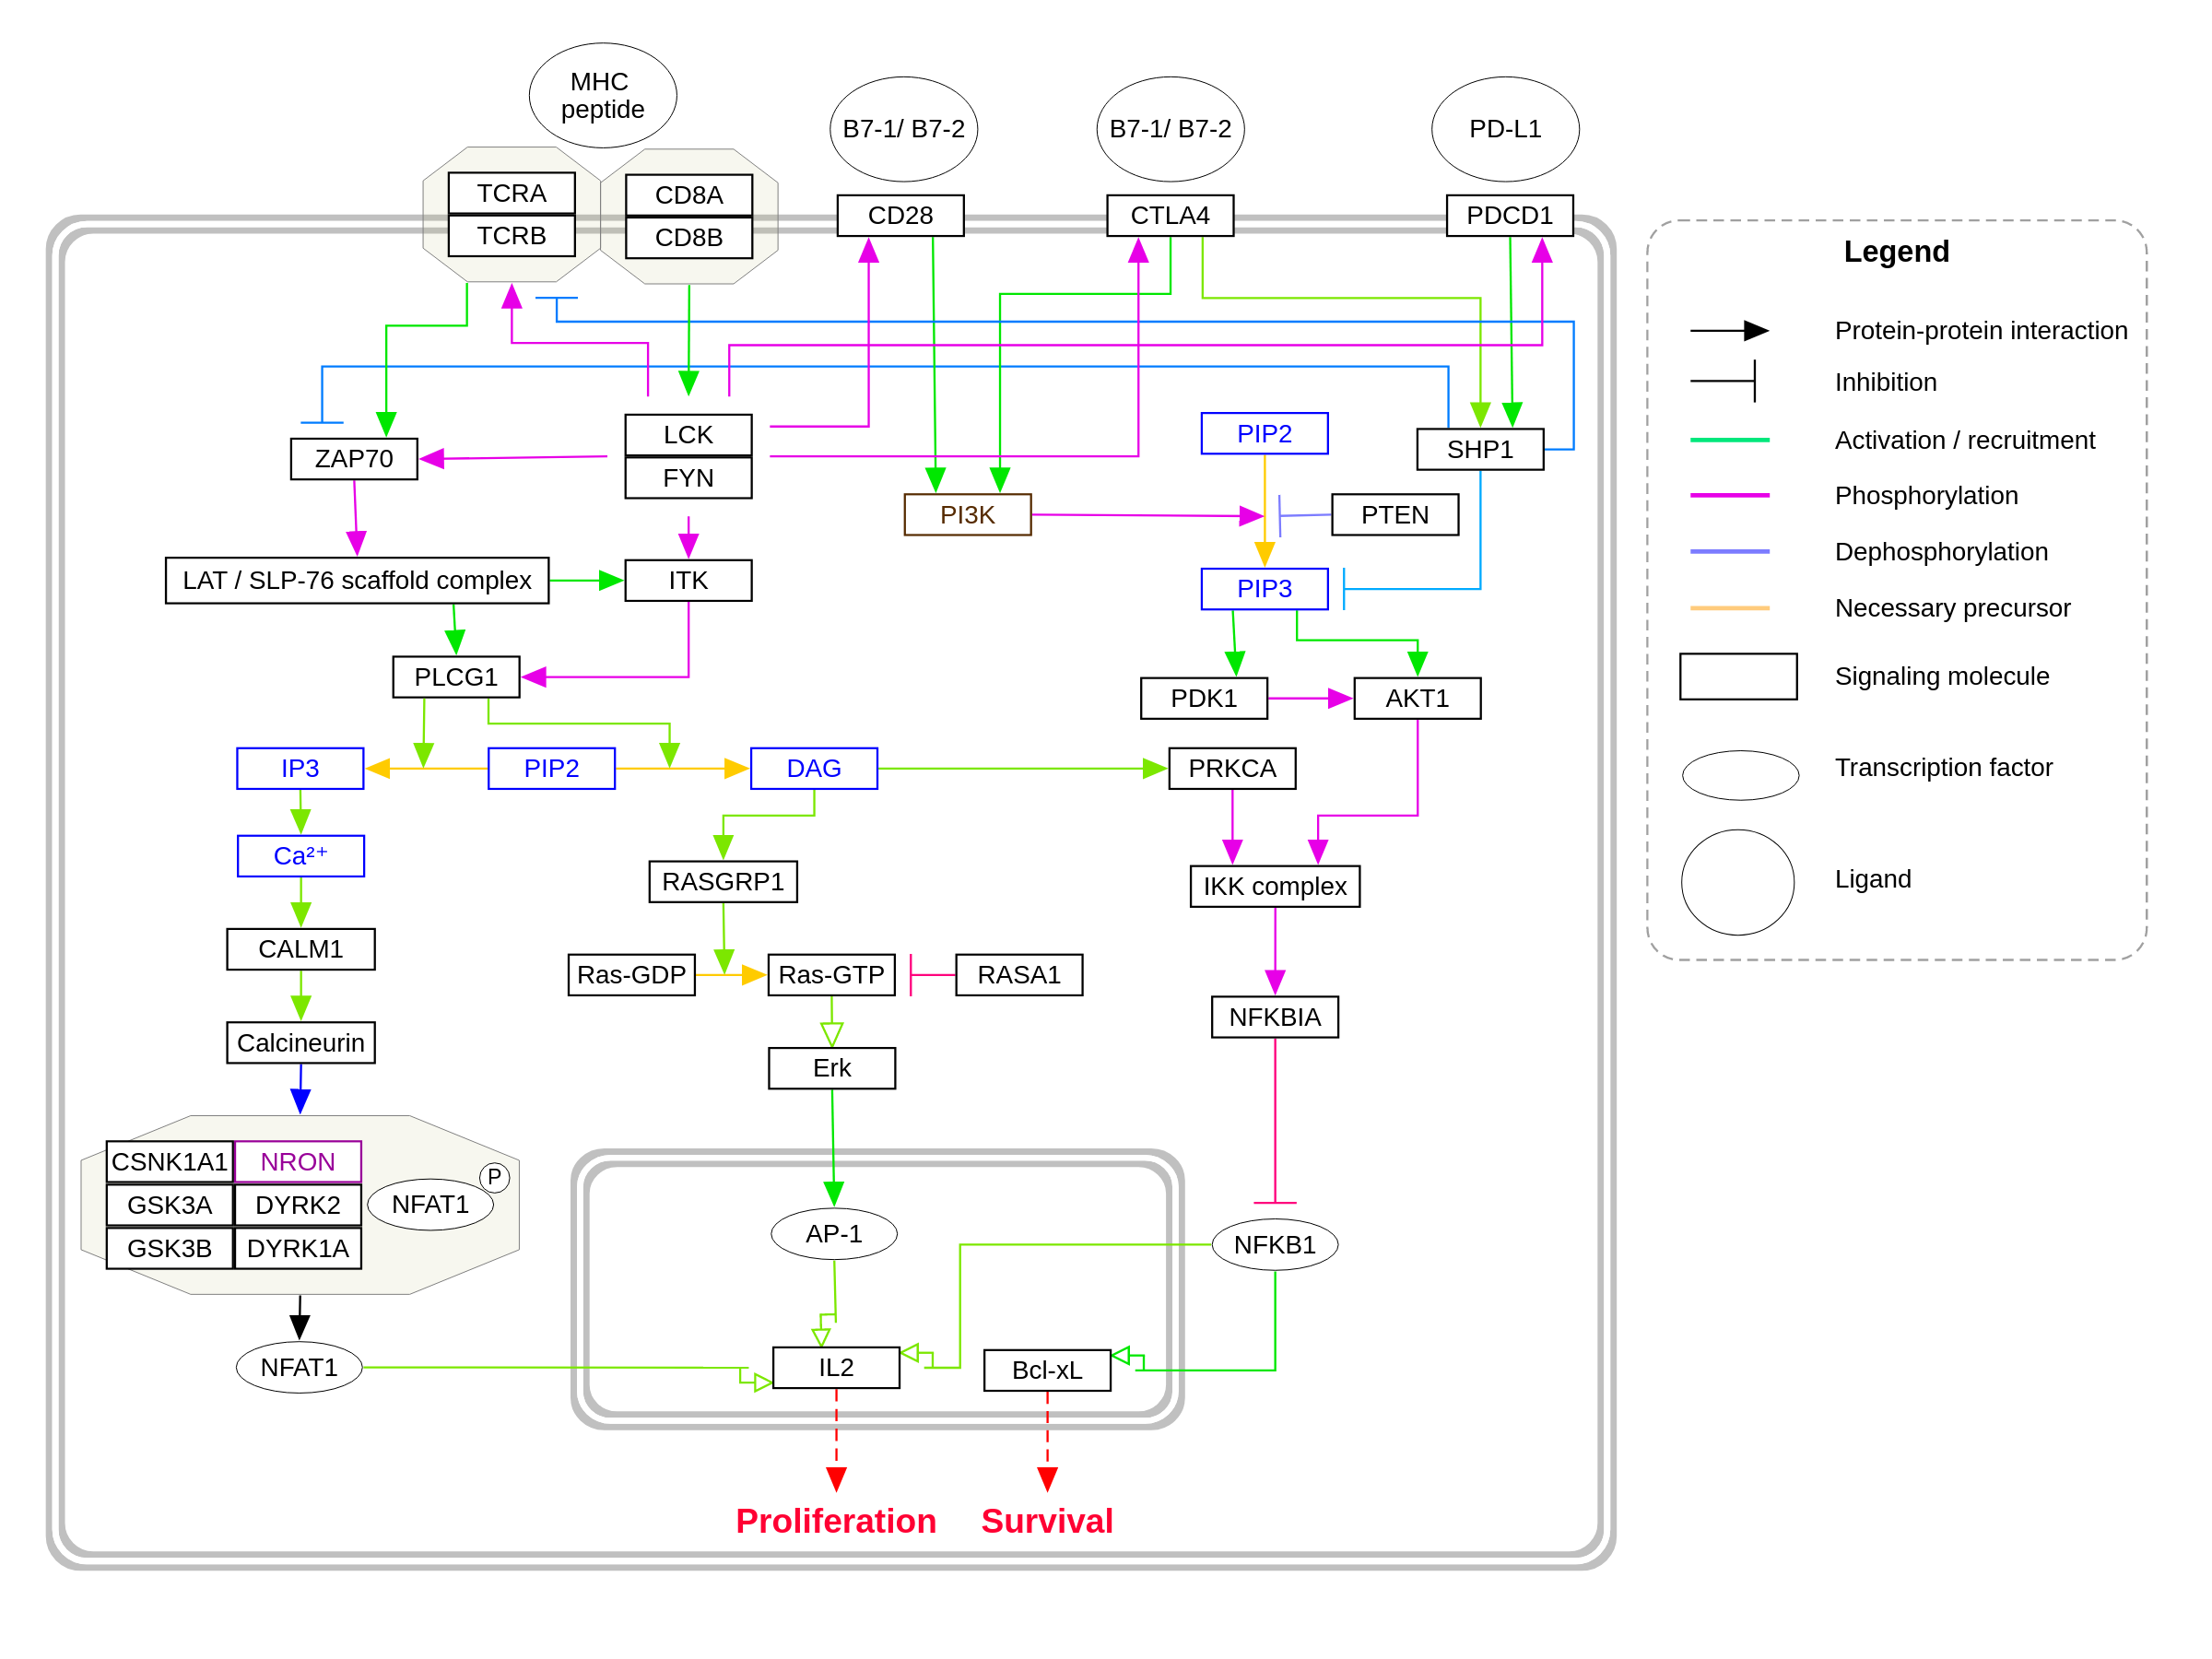 MHC
peptide
B7-1/ B7-2
B7-1/ B7-2
PD-L1
TCRA
TCRB
CD8A
CD8B
CD28
CTLA4
PDCD1
LCK
FYN
ZAP70
PIP2
SHP1
PI3K
PTEN
LAT / SLP-76 scaffold complex
ITK
PIP3
PLCG1
PDK1
AKT1
IP3
PIP2
DAG
PRKCA
Ca²⁺
RASGRP1
IKK complex
CALM1
Ras-GDP
Ras-GTP
RASA1
NFKBIA
Calcineurin
Erk
CSNK1A1
NRON
GSK3A
DYRK2
GSK3B
DYRK1A
NFAT1
P
AP-1
NFKB1
NFAT1
IL2
Bcl-xL
Proliferation
Survival
Legend
Protein-protein interaction
Inhibition
Activation / recruitment
Phosphorylation
Dephosphorylation
Necessary precursor
Signaling molecule
Transcription factor
Ligand